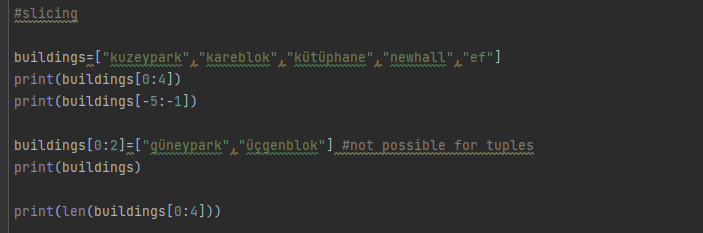 #slicing
buildings=["kuzeypark","kareblok","kütüphane","newhall","ef"]
print(buildings[0:4])
print(buildings[-5:-1])
buildings[0:2]=["güneypark","üçgenblok"] #not possible for tuples
print(buildings)
print(len(buildings[0:4]))